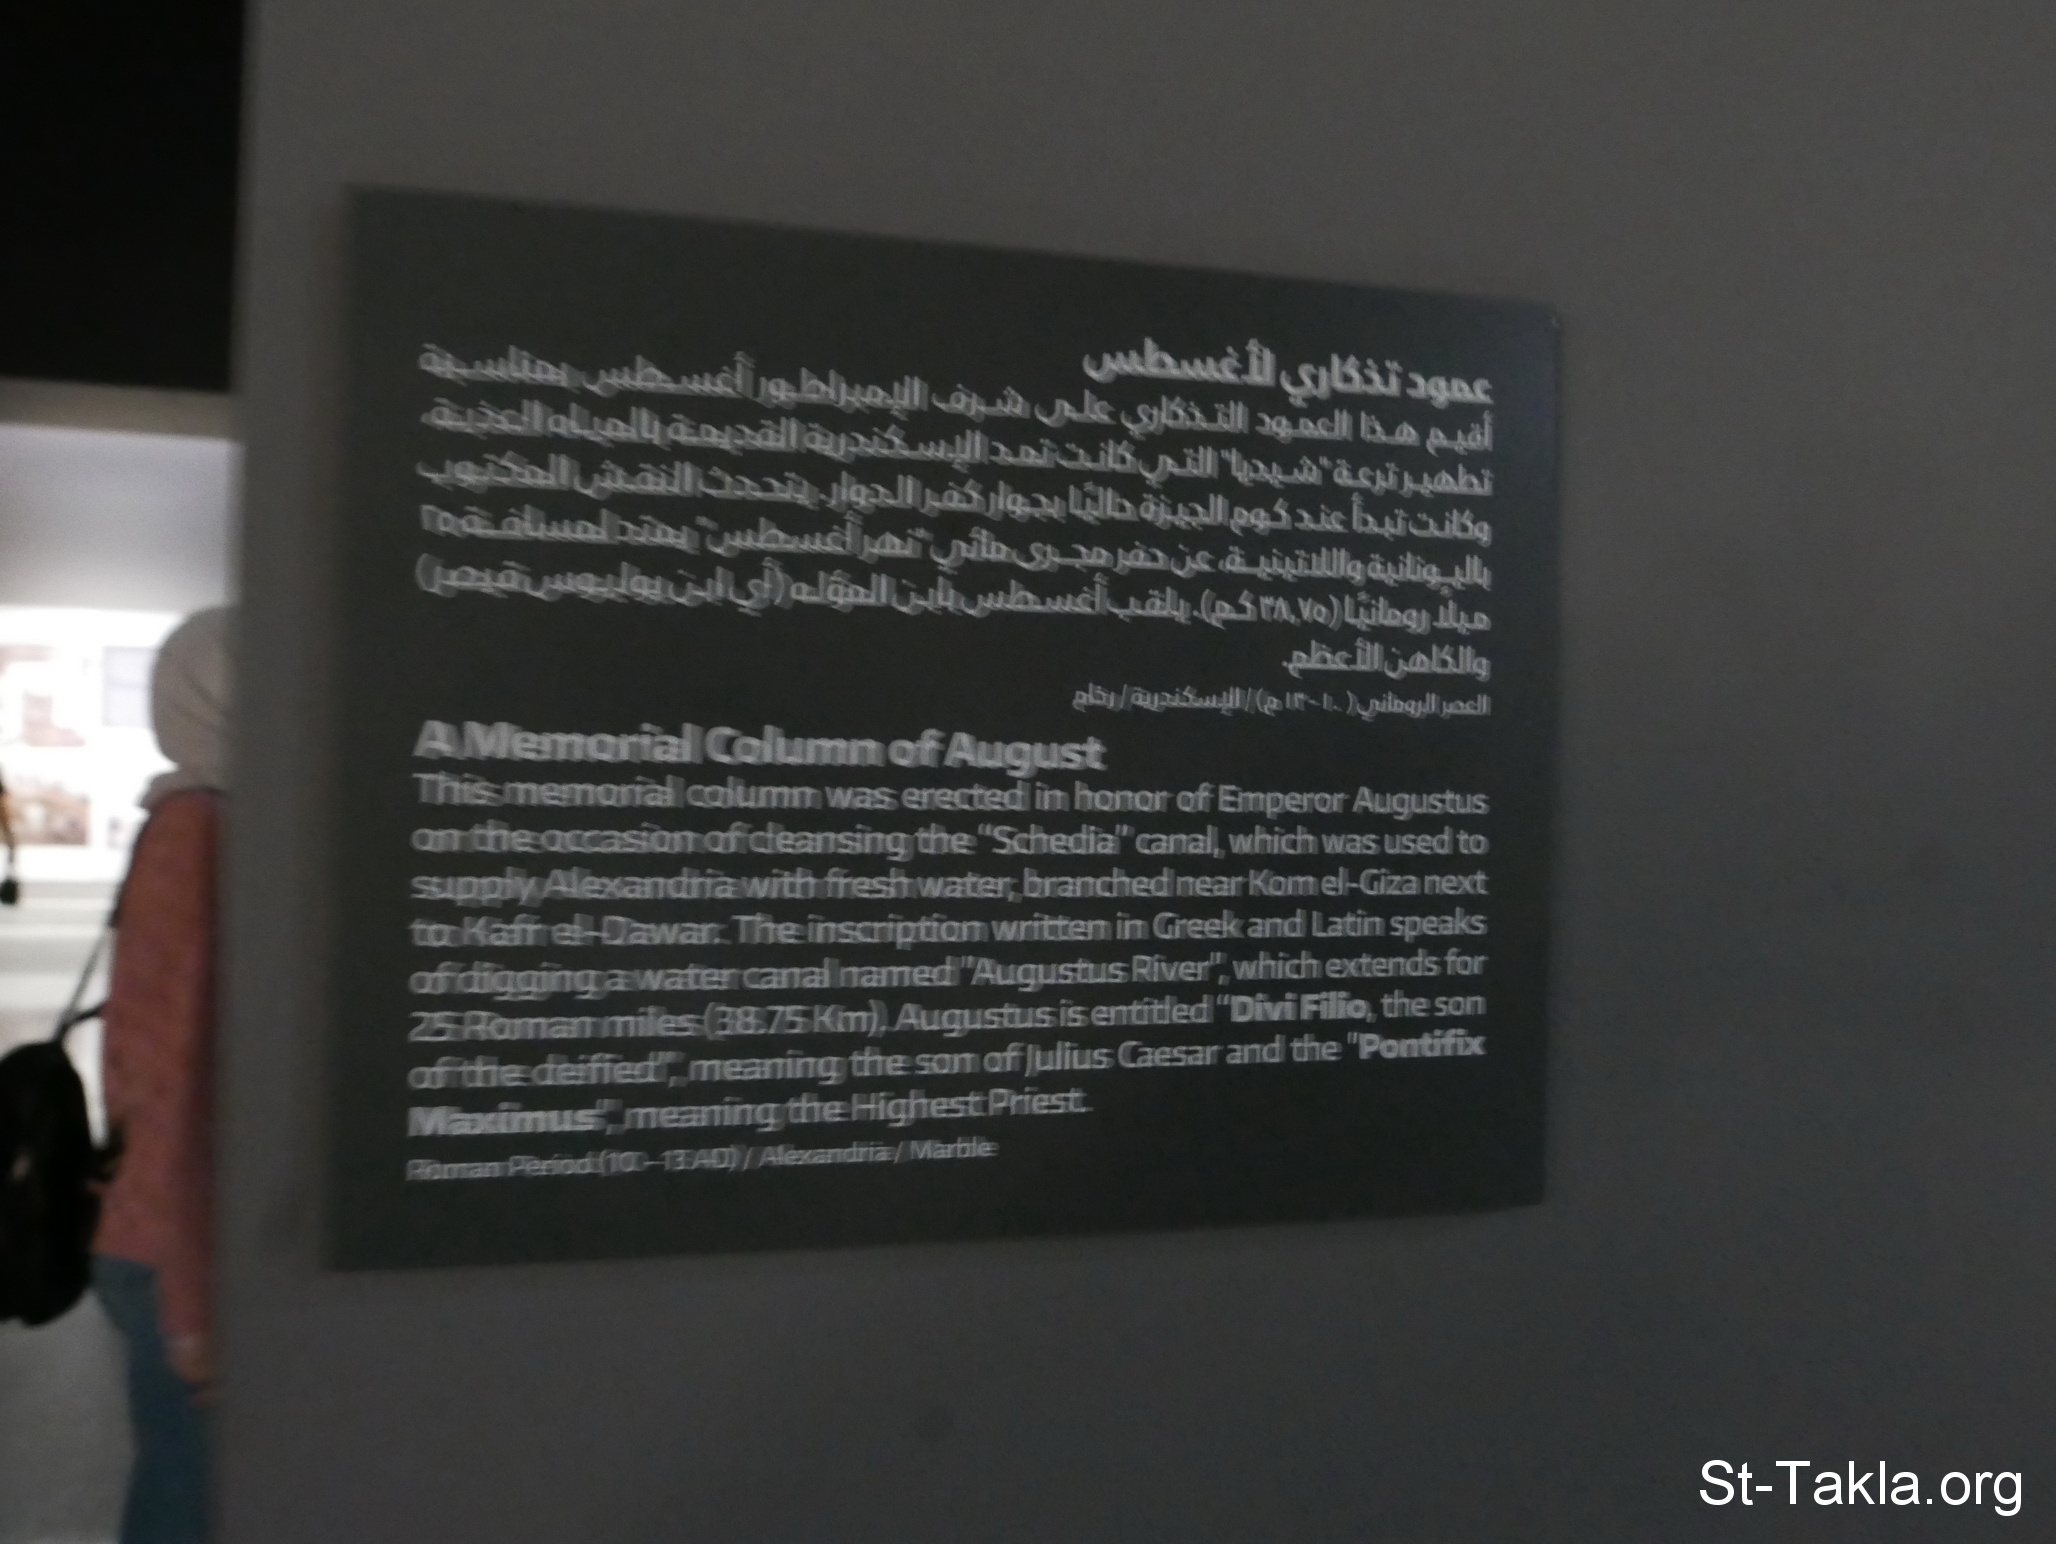 عمود تذكاري لأغسطس
أقيم هذا العمود التذكاري على شرف الإمبراطور أغسطس بمناسبة
تطهير ترعة "شيديا" التي كانت تمد الإسكندرية القديمة بالمياه العذبة،
وكانت تبدأ عند كوم الجيزة حاليًا بجوار كفر الدوار. يتحدث النقش المكتوب
باليونانية واللاتينية، عن حفر مجرى مائي "نهر أغسطس" يمتد لمسافة ٢٥
ميلًا رومانيًا (٣٨,٧٥ كم). يلقب أغسطس بابن المؤله (أي ابن يوليوس قيصر)
والكاهن الأعظم.
العصر الروماني (١٠ - ١٣ م) / الإسكندرية / رخام
A Memorial Column of August
This memorial column was erected in honor of Emperor Augustus
on the occasion of cleansing the "Schedia" canal, which was used to
supply Alexandria with fresh water, branched near Kom el-Giza next
to Kafr el-Dawar. The inscription written in Greek and Latin speaks
of digging a water canal named "Augustus River", which extends for
25 Roman miles (38.75 Km). Augustus is entitled "Divi Filio, the son
of the deified", meaning the son of Julius Caesar and the "Pontifix
Maximus", meaning the Highest Priest.
Roman Period (10 - 13 AD) / Alexandria / Marble
St-Takla.org